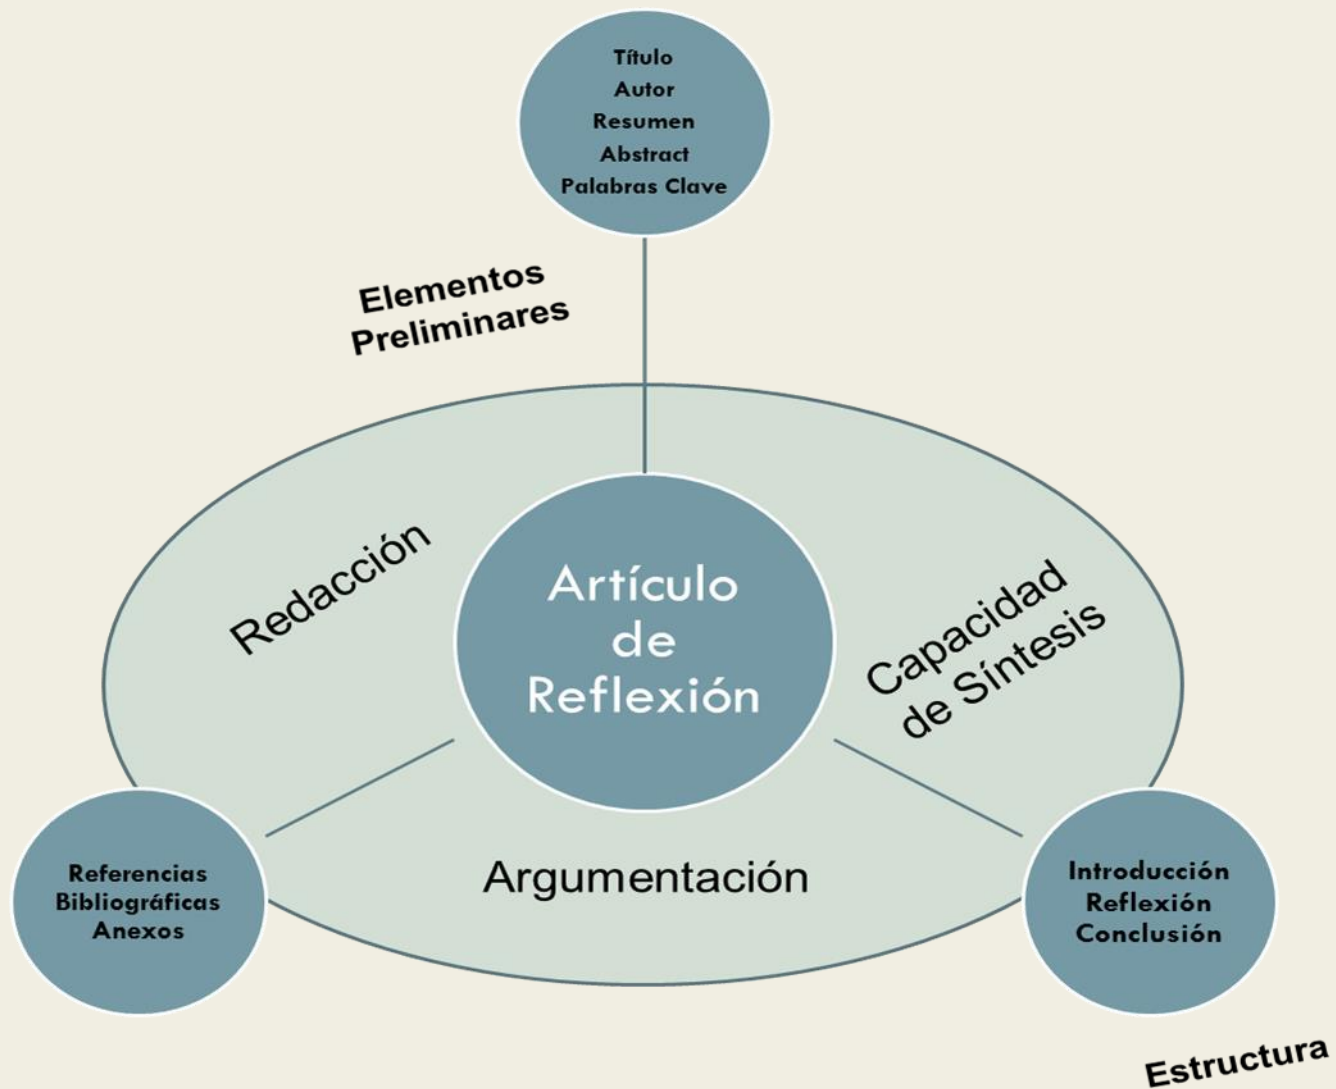 Título
Autor
Resumen
Abstract
Palabras Clave
Elementos
Preliminares
Redacción
Artículo
de
Reflexión
Capacidad
de Síntesis
Argumentación
Referencias
Bibliográficas
Anexos
Introducción
Reflexión
Conclusión
Estructura